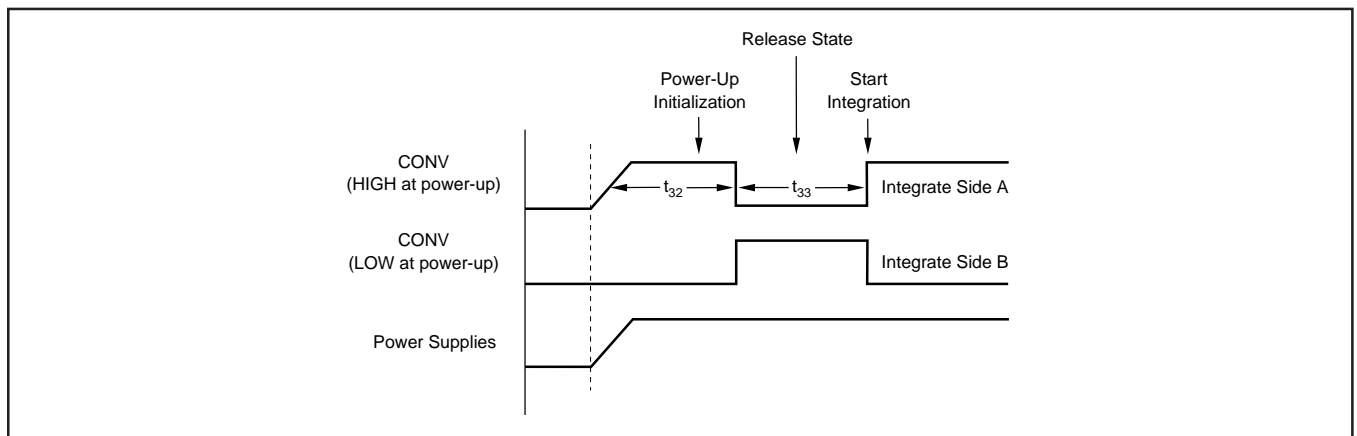 Release State
Power-Up
Initialization
Start
Integration
CONV
(HIGH at power-up)
t32
t33
Integrate Side A
CONV
(LOW at power-up)
Integrate Side B
Power Supplies